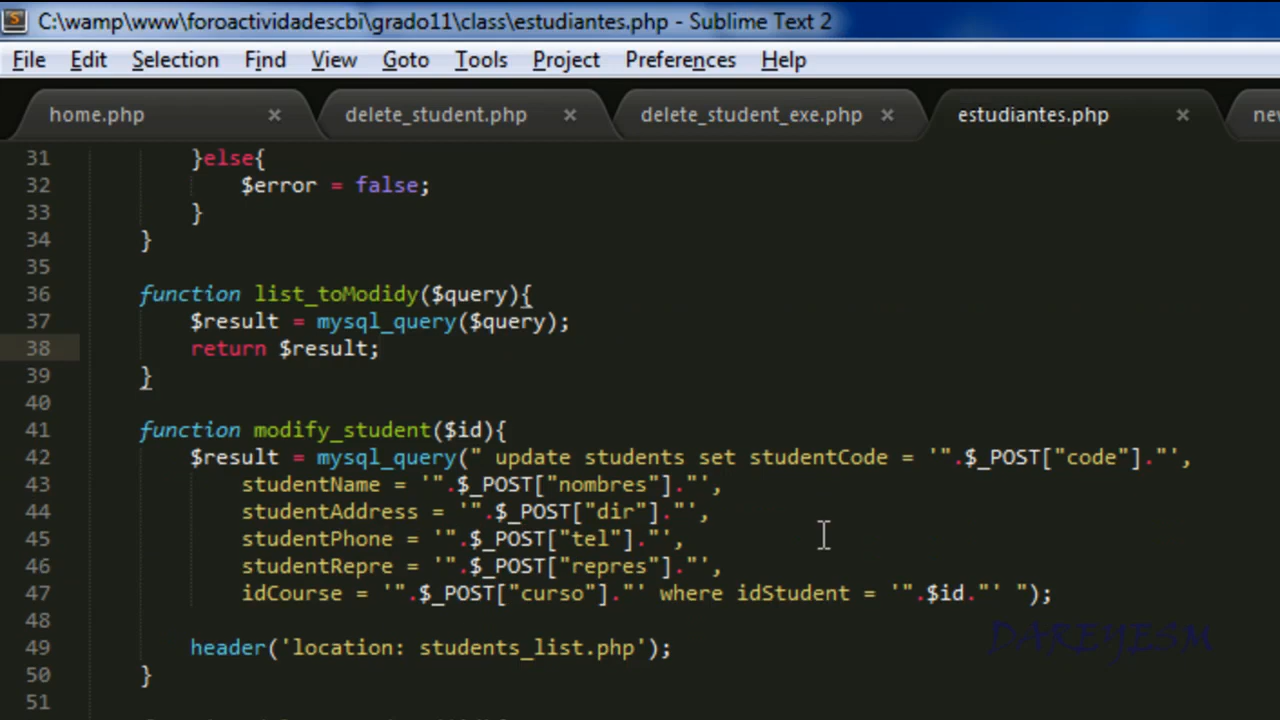 C:\wamp\www\foroactividadescbi\grado11\class\estudiantes.php - Sublime Text 2
File Edit Selection Find View Goto Tools Project Preferences Help
home.php × delete_student.php × delete_student_exe.php × estudiantes.php × new
31 }else{
32 $error = false;
33 }
34 }
35
36 function list_toModidy($query){
37 $result = mysql_query($query);
38 return $result;
39 }
40
41 function modify_student($id){
42 $result = mysql_query(" update students set studentCode = '".$_POST["code"]."',
43 studentName = '".$_POST["nombres"]."',
44 studentAddress = '".$_POST["dir"]."',
45 studentPhone = '".$_POST["tel"]."',
46 studentRepre = '".$_POST["repres"]."',
47 idCourse = '".$_POST["curso"]."' where idStudent = '".$id."' ");
48
DAREYESM
49 header('location: students_list.php');
50 }
51